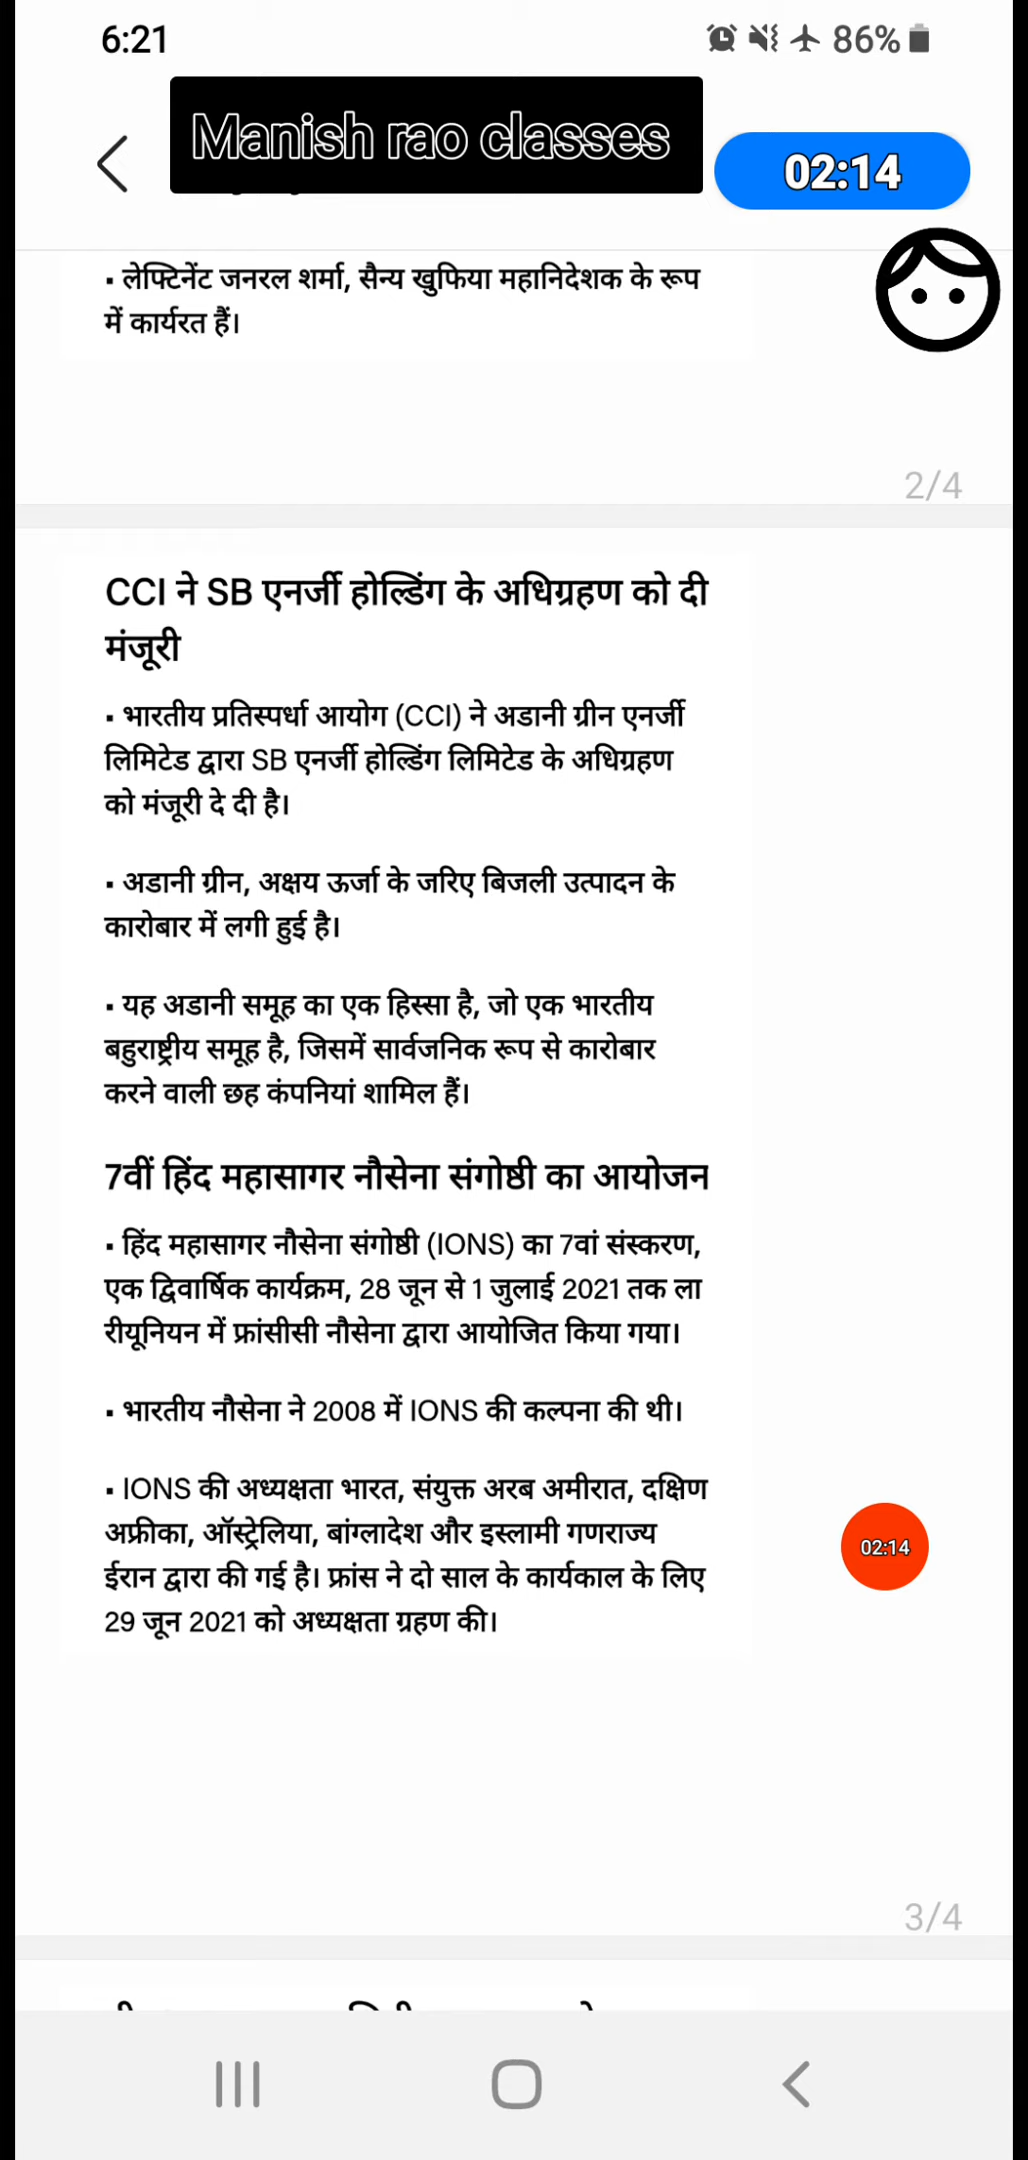 6:21
86%
Manish rao classes
02:14
▪ लेफ्टिनेंट जनरल शर्मा, सैन्य खुफिया महानिदेशक के रूप
में कार्यरत हैं।
2/4
CCI ने SB एनर्जी होल्डिंग के अधिग्रहण को दी
मंजूरी
▪ भारतीय प्रतिस्पर्धा आयोग (CCI) ने अडानी ग्रीन एनर्जी
लिमिटेड द्वारा SB एनर्जी होल्डिंग लिमिटेड के अधिग्रहण
को मंजूरी दे दी है।
▪ अडानी ग्रीन, अक्षय ऊर्जा के जरिए बिजली उत्पादन के
कारोबार में लगी हुई है।
▪ यह अडानी समूह का एक हिस्सा है, जो एक भारतीय
बहुराष्ट्रीय समूह है, जिसमें सार्वजनिक रूप से कारोबार
करने वाली छह कंपनियां शामिल हैं।
7वीं हिंद महासागर नौसेना संगोष्ठी का आयोजन
▪ हिंद महासागर नौसेना संगोष्ठी (IONS) का 7वां संस्करण,
एक द्विवार्षिक कार्यक्रम, 28 जून से 1 जुलाई 2021 तक ला
रीयूनियन में फ्रांसीसी नौसेना द्वारा आयोजित किया गया।
▪ भारतीय नौसेना ने 2008 में IONS की कल्पना की थी।
▪ IONS की अध्यक्षता भारत, संयुक्त अरब अमीरात, दक्षिण
अफ्रीका, ऑस्ट्रेलिया, बांग्लादेश और इस्लामी गणराज्य
ईरान द्वारा की गई है। फ्रांस ने दो साल के कार्यकाल के लिए
29 जून 2021 को अध्यक्षता ग्रहण की।
02:14
3/4